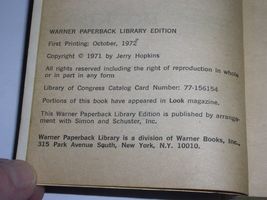 WARNER PAPERBACK LIBRARY EDITION
First Printing: October, 1972
Copyright © 1971 by Jerry Hopkins
All rights reserved including the right of reproduction in whole
or in part in any form
Library of Congress Catalog Card Number: 77-156154
Portions of this book have appeared in Look magazine.
This Warner Paperback Library Edition is published by arrange-
ment with Simon and Schuster, Inc.
Warner Paperback Library is a division of Warner Books, Inc.,
315 Park Avenue South, New York, N.Y. 10010.